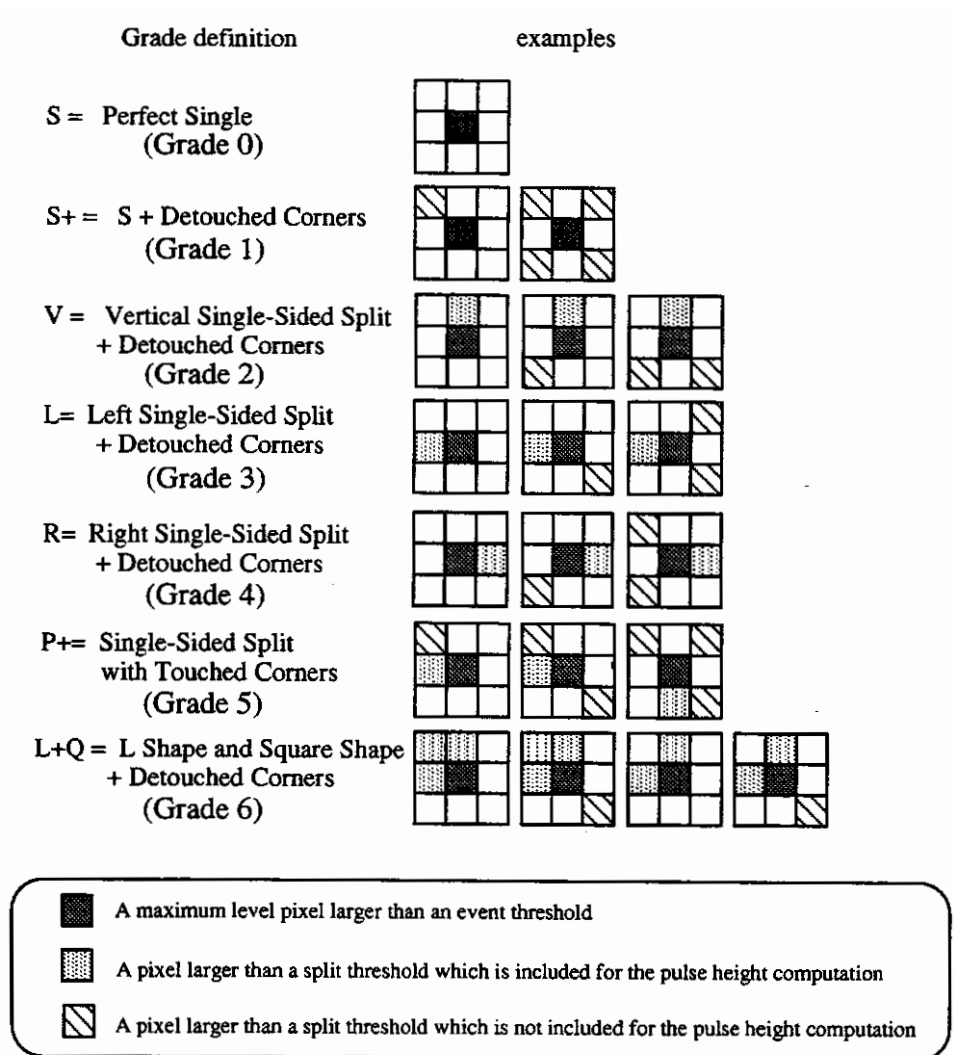 Grade definition examples
S = Perfect Single
(Grade 0)
S+ = S + Detouched Corners
(Grade 1)
V = Vertical Single-Sided Split
+ Detouched Corners
(Grade 2)
L= Left Single-Sided Split
+ Detouched Corners
(Grade 3)
R= Right Single-Sided Split
+ Detouched Corners
(Grade 4)
P+= Single-Sided Split
with Touched Corners
(Grade 5)
L+Q = L Shape and Square Shape
+ Detouched Corners
(Grade 6)
A maximum level pixel larger than an event threshold
A pixel larger than a split threshold which is included for the pulse height computation
A pixel larger than a split threshold which is not included for the pulse height computation